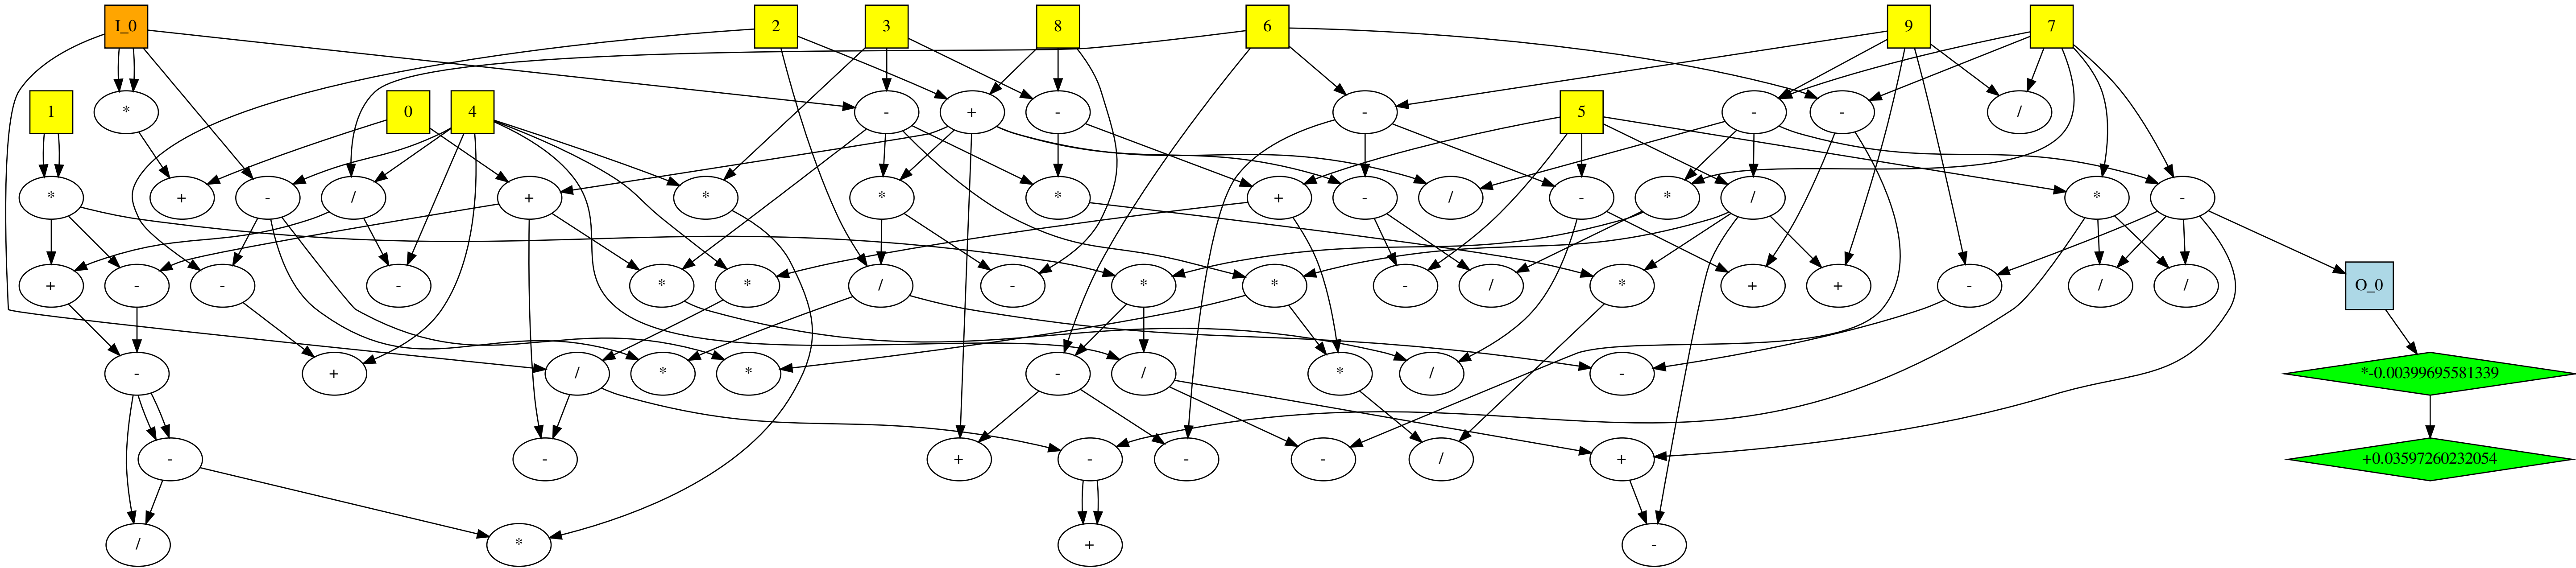 I_0 2 3 8 6 9 7
1 * 0 4 - + - - 5 - - /
* + - / + * * * + - / - * / * -
+ - - - * * / - * * - / * + + - / / O_0
- + / * * - / * / - *-0.00399695581339
- - + - - - / + +0.03597260232054
/ * + -